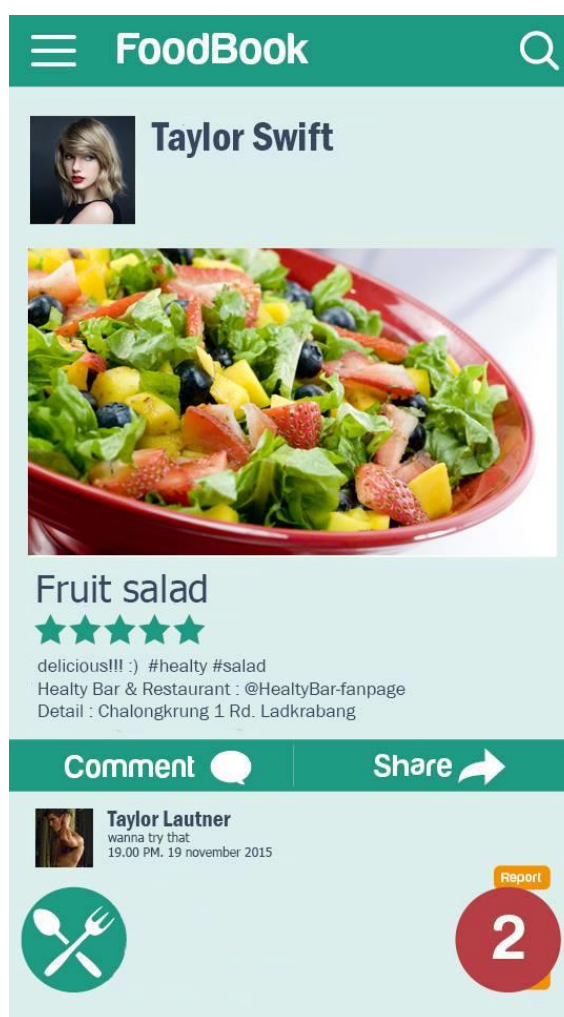 FoodBook
Taylor Swift
Fruit salad
delicious!!! :)  #healty #salad
Healty Bar & Restaurant : @HealtyBar-fanpage
Detail : Chalongkrung 1 Rd. Ladkrabang
Comment
Share
Taylor Lautner
wanna try that
19.00 PM. 19 november 2015
Report
2